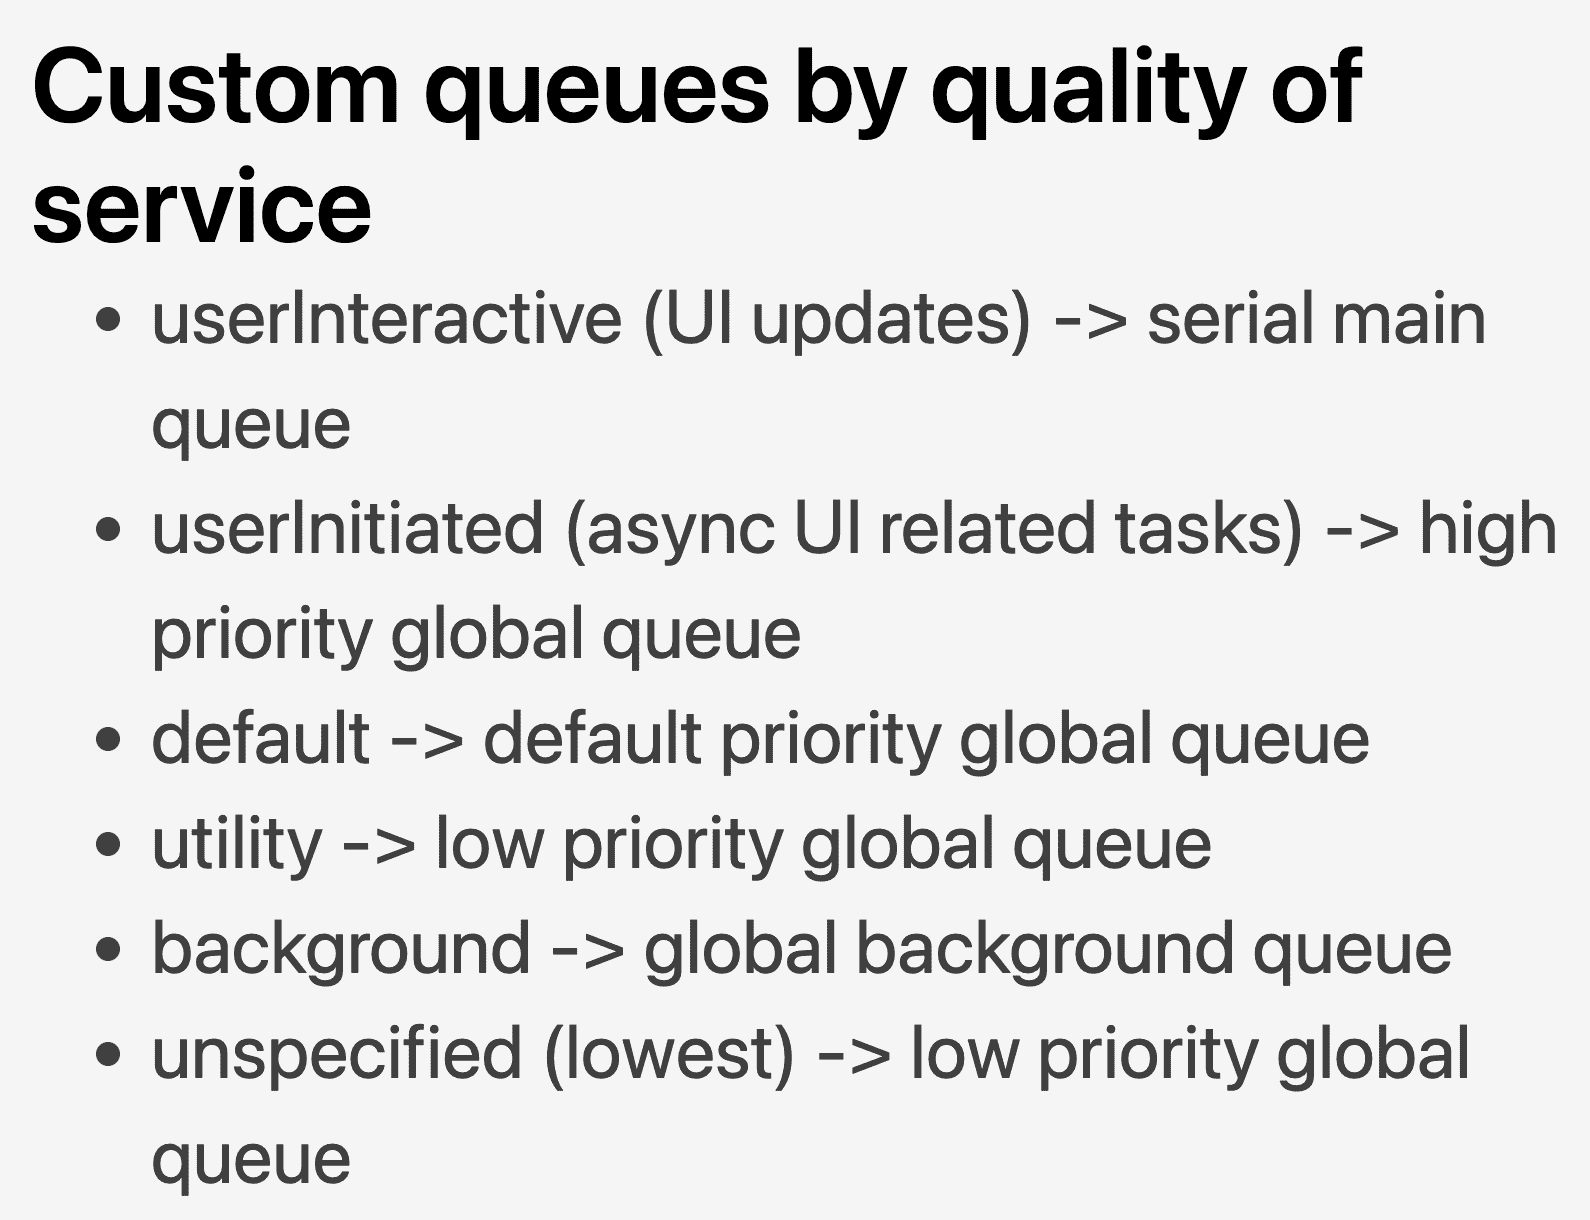 Custom queues by quality of
service
• userInteractive (UI updates) -> serial main
queue
• userInitiated (async UI related tasks) -> high
priority global queue
• default -> default priority global queue
• utility -> low priority global queue
• background -> global background queue
• unspecified (lowest) -> low priority global
queue